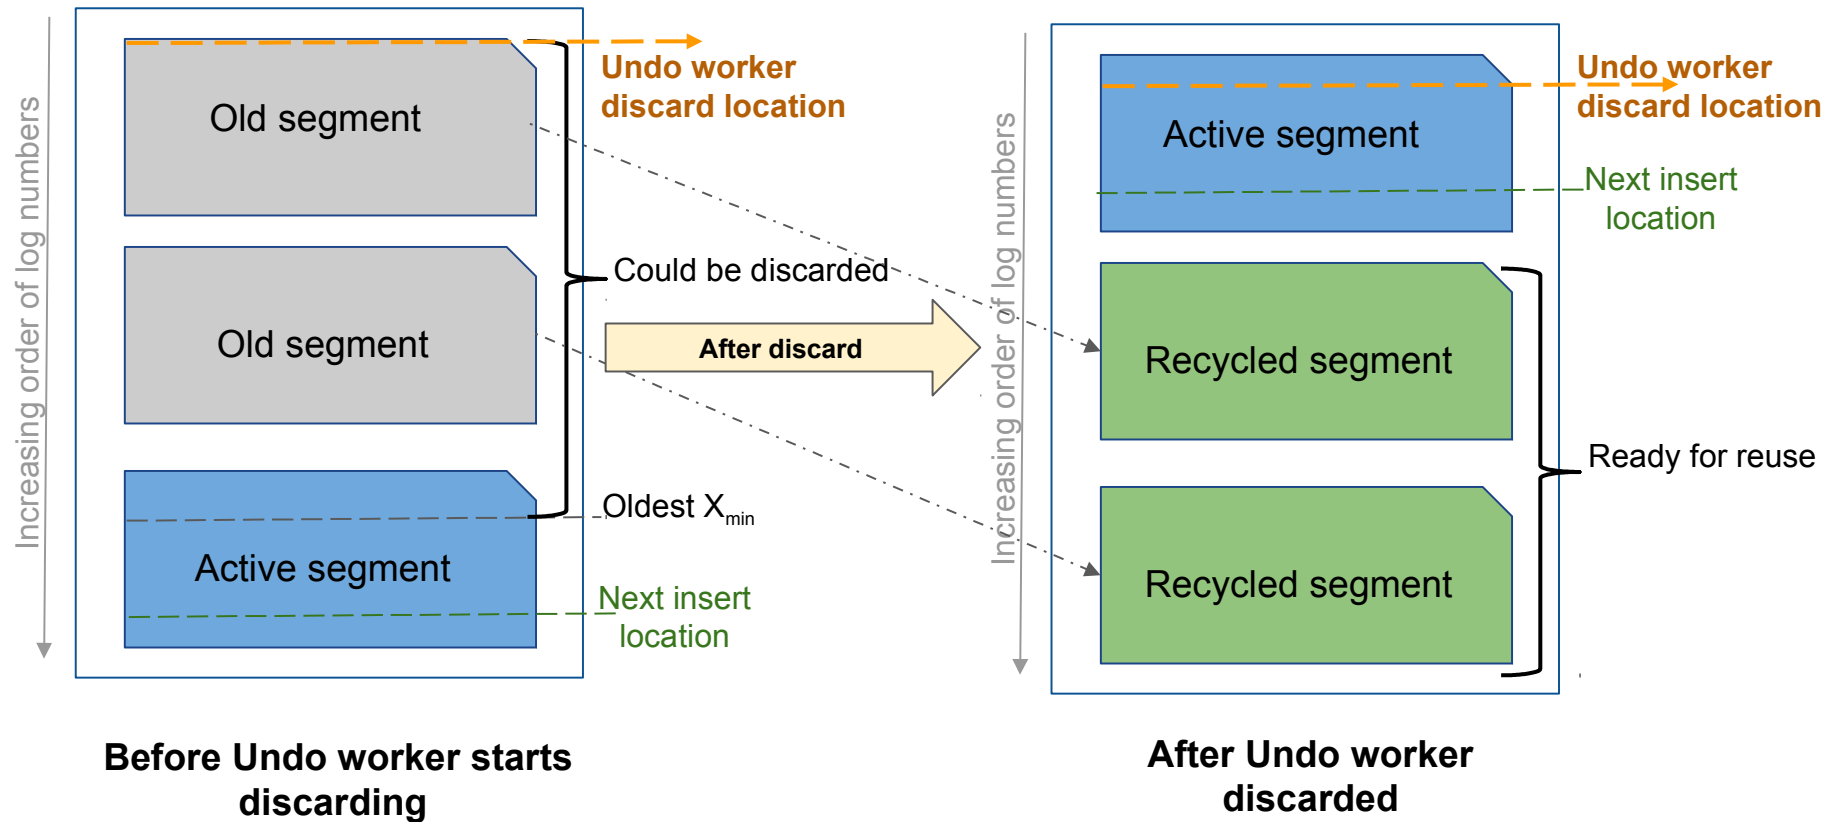 Increasing order of log numbers
Old segment
Undo worker
discard location
Old segment
Could be discarded
Active segment
Oldest Xmin
Next insert
location
Before Undo worker starts
discarding
After discard
Increasing order of log numbers
Active segment
Undo worker
discard location
Next insert
location
Recycled segment
Ready for reuse
Recycled segment
After Undo worker
discarded